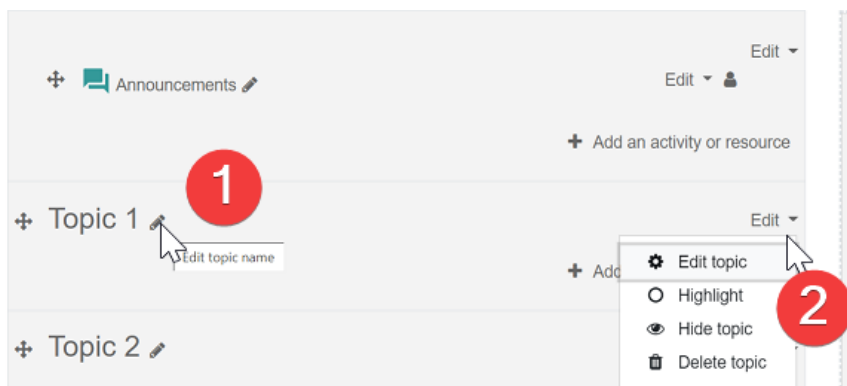 Edit
Announcements
Edit
Add an activity or resource
1
Topic 1
Edit
Edit topic name
Edit topic
Add
Highlight
2
Hide topic
Topic 2
Delete topic